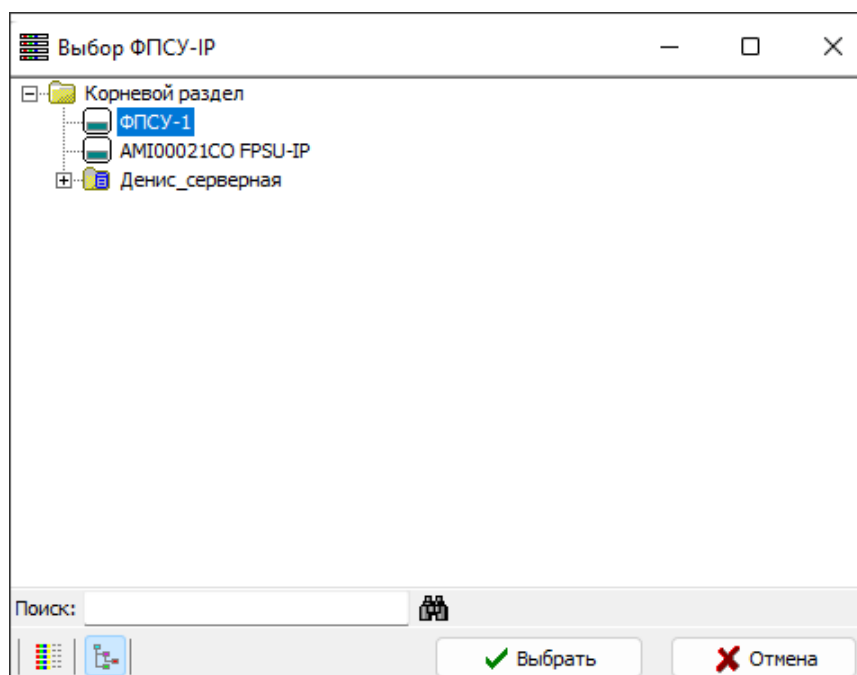 Выбор ФПСУ-IP
Корневой раздел
ФПСУ-1
AMI00021CO FPSU-IP
Денис_серверная
Поиск:
Выбрать
Отмена